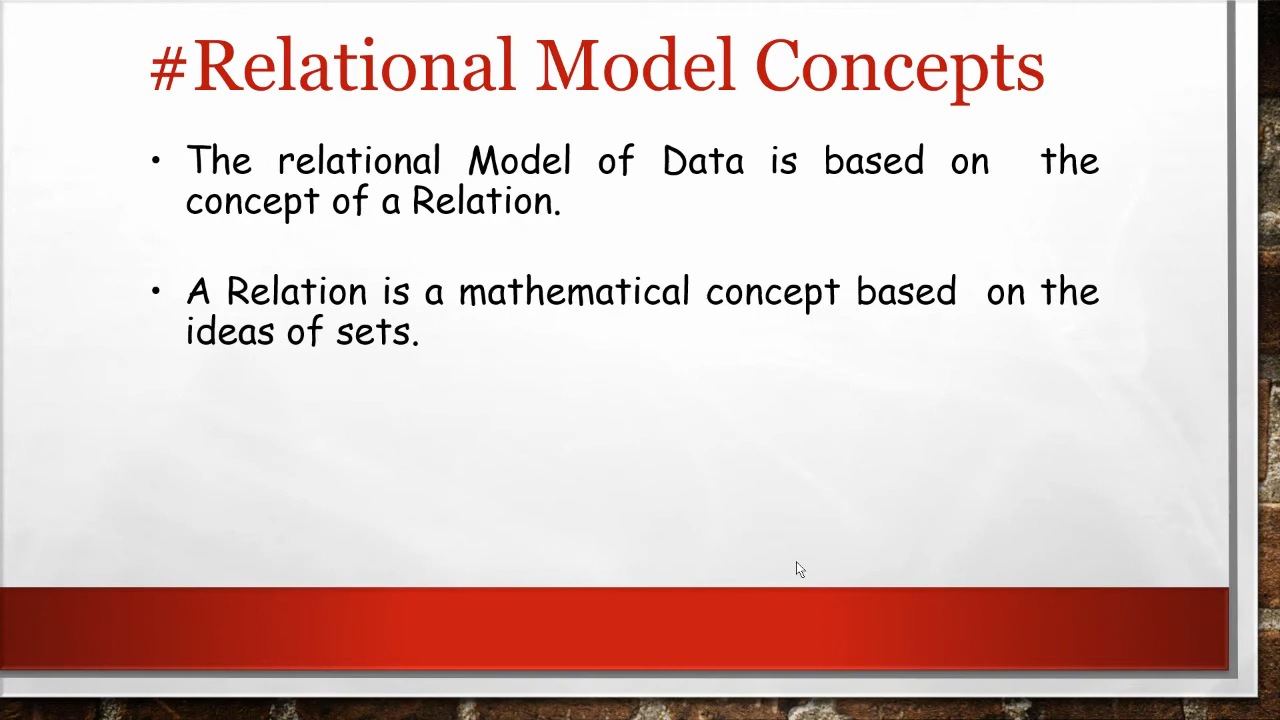 #Relational Model Concepts
• The relational Model of Data is based on the
concept of a Relation.
• A Relation is a mathematical concept based on the
ideas of sets.